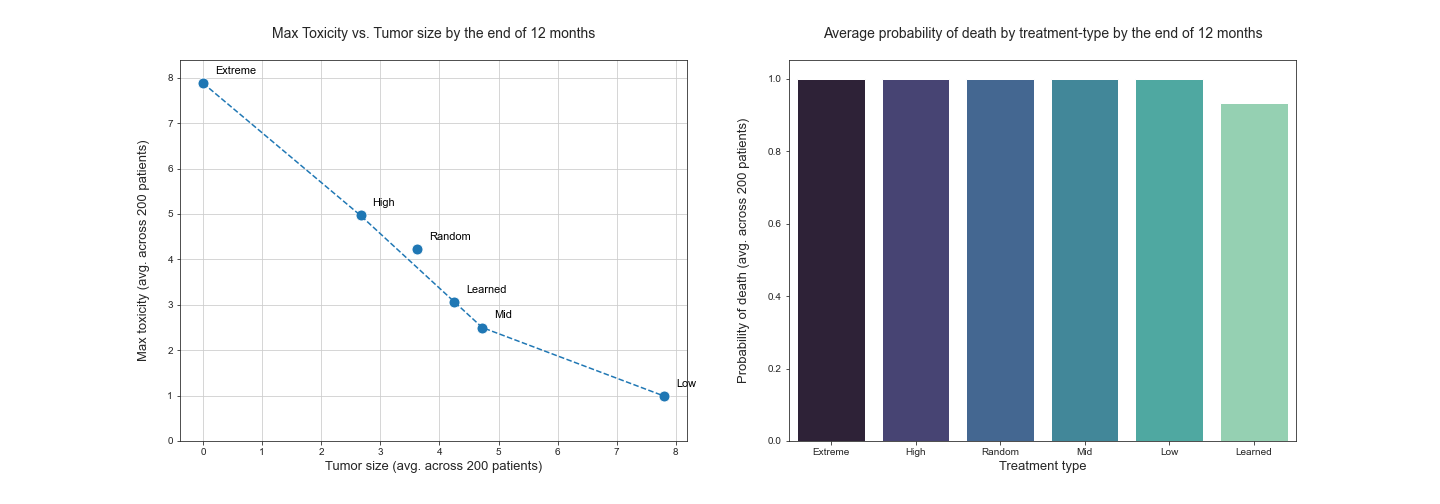 Max Toxicity vs. Tumor size by the end of 12 months
Max toxicity (avg. across 200 patients)
8
7
6
5
4
3
2
1
0
Extreme
High
Random
Learned
Mid
Low
0 1 2 3 4 5 6 7 8
Tumor size (avg. across 200 patients)
Average probability of death by treatment-type by the end of 12 months
Probability of death (avg. across 200 patients)
1.0
0.8
0.6
0.4
0.2
0.0
Extreme High Random Mid Low Learned
Treatment type